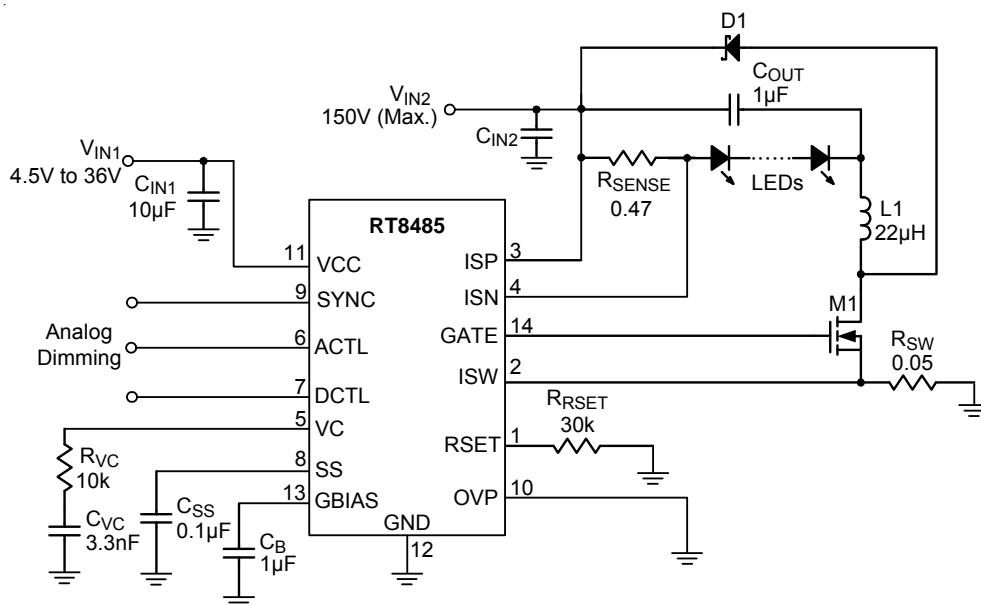 D1
COUT
1µF
VIN2
150V (Max.)
CIN2
VIN1
4.5V to 36V
CIN1
10µF
RSENSE
0.47
LEDs
L1
22µH
RT8485
11
VCC
ISP
3
9
SYNC
ISN
4
M1
Analog
Dimming
6
ACTL
GATE
14
RSW
0.05
7
DCTL
ISW
2
5
VC
RRSET
30k
RVC
10k
8
SS
RSET
1
13
GBIAS
OVP
10
CVC
3.3nF
CSS
0.1µF
CB
1µF
GND
12